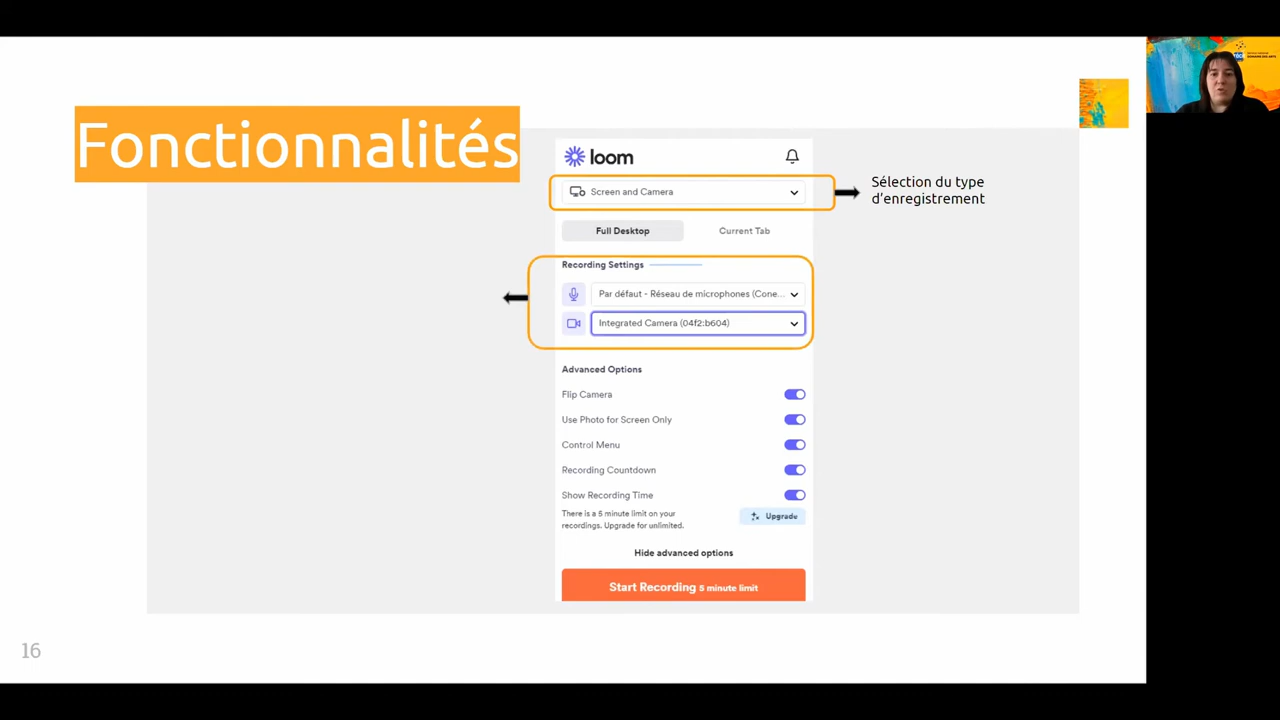 Fonctionnalités
loom
Screen and Camera
Sélection du type
d'enregistrement
Full Desktop
Current Tab
Recording Settings
Par défaut - Réseau de microphones (Cone...
Integrated Camera (04f2:b604)
Advanced Options
Flip Camera
Use Photo for Screen Only
Control Menu
Recording Countdown
Show Recording Time
There is a 5 minute limit on your
recordings. Upgrade for unlimited.
Upgrade
Hide advanced options
Start Recording 5 minute limit
16